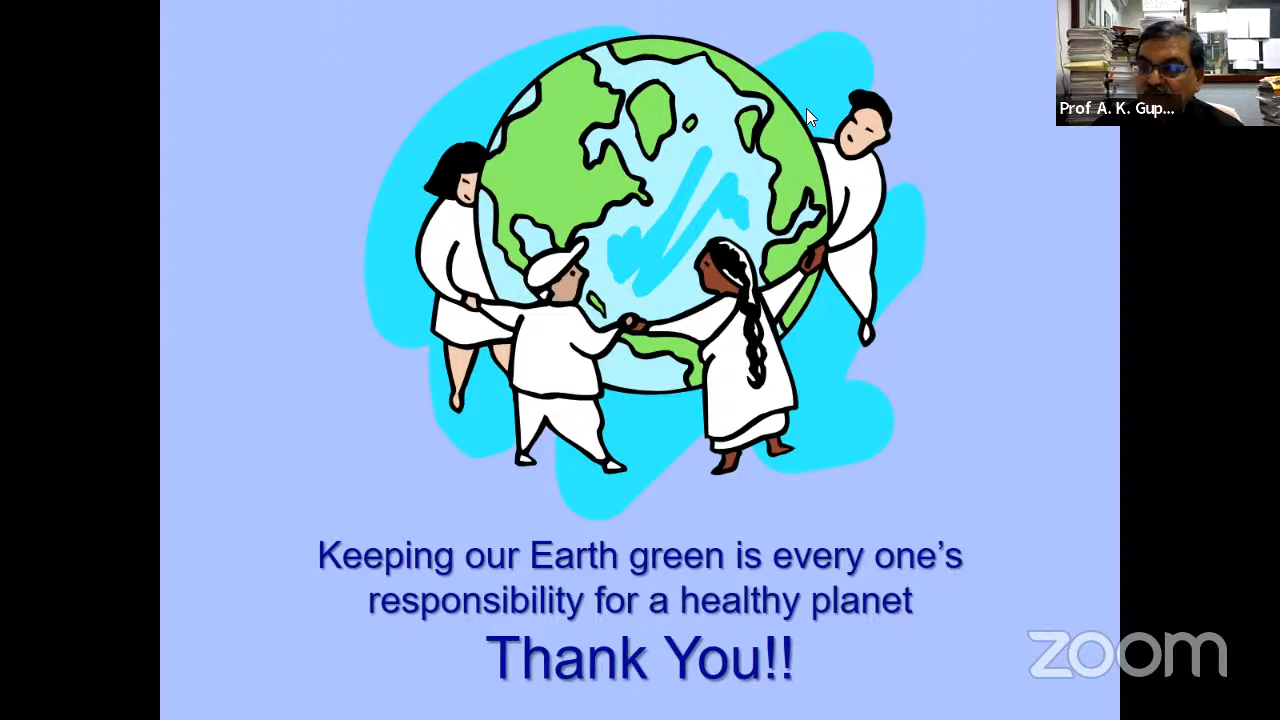 Prof A. K. Gup...
Keeping our Earth green is every one's
responsibility for a healthy planet
Thank You!!
zoom